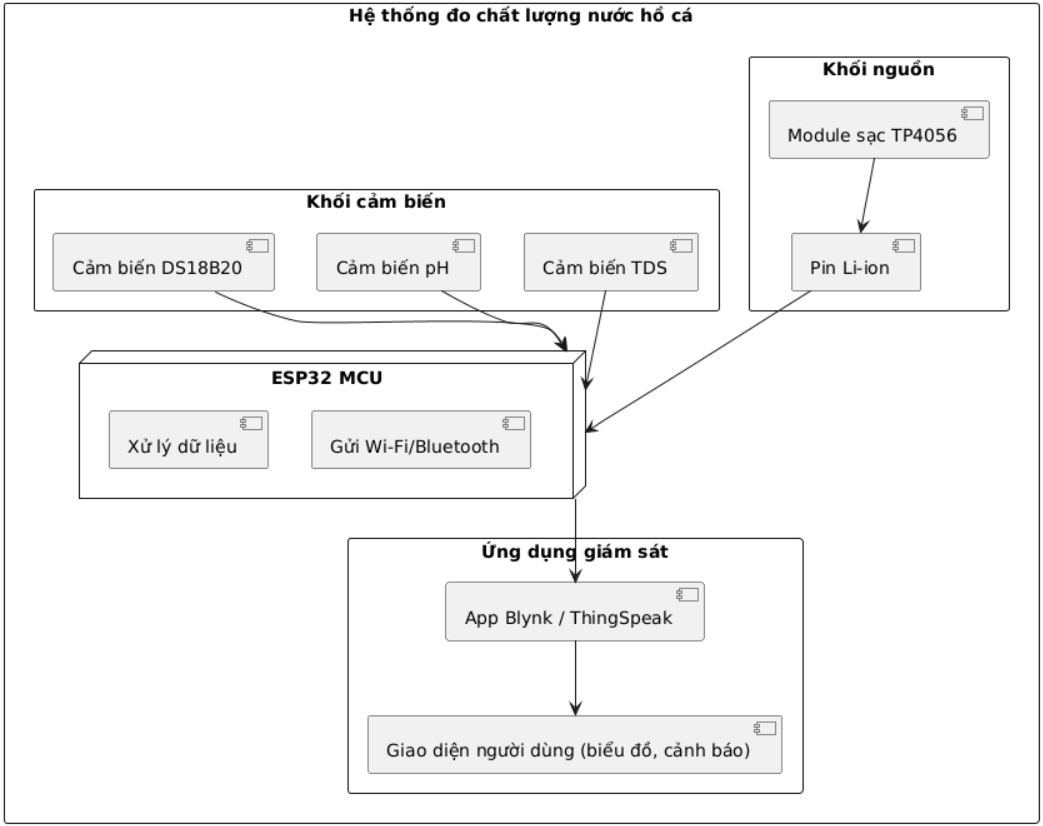 Hệ thống đo chất lượng nước hồ cá
Khối nguồn
Module sạc TP4056
Pin Li-ion
Khối cảm biến
Cảm biến DS18B20
Cảm biến pH
Cảm biến TDS
ESP32 MCU
Xử lý dữ liệu
Gửi Wi-Fi/Bluetooth
Ứng dụng giám sát
App Blynk / ThingSpeak
Giao diện người dùng (biểu đồ, cảnh báo)